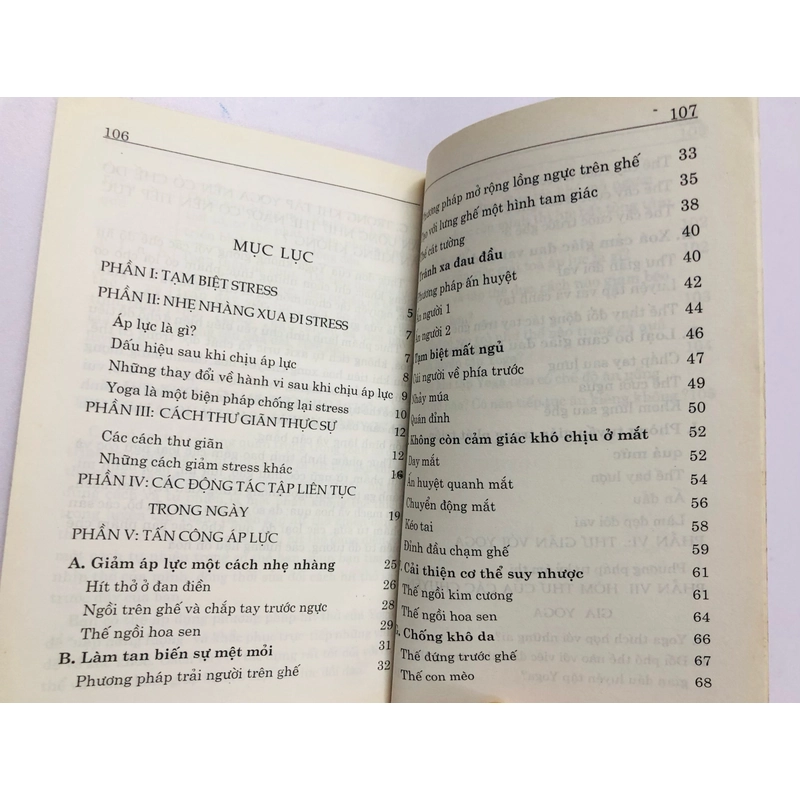 106
MỤC LỤC
PHẦN I: TẠM BIỆT STRESS
PHẦN II: NHẸ NHÀNG XUA ĐI STRESS 5
Áp lực là gì? 7
Dấu hiệu sau khi chịu áp lực 7
Những thay đổi về hành vi sau khi chịu áp lực 9
Yoga là một biện pháp chống lại stress 10
PHẦN III: CÁCH THƯ GIÃN THỰC SỰ 12
Các cách thư giãn 12
Những cách giảm stress khác 16
PHẦN IV: CÁC ĐỘNG TÁC TẬP LIÊN TỤC
TRONG NGÀY 19
PHẦN V: TẤN CÔNG ÁP LỰC
A. Giảm áp lực một cách nhẹ nhàng 25
Hít thở ở đan điền 26
Ngồi trên ghế và chắp tay trước ngực 28
Thế ngồi hoa sen 29
B. Làm tan biến sự mệt mỏi 31
Phương pháp trải người trên ghế 32
107
Phương pháp mở rộng lồng ngực trên ghế 33
với lưng ghế một hình tam giác 35
Thế cát tường 38
Tránh xa đau đầu 40
Phương pháp ấn huyệt 40
người 1 42
người 2 44
Tạm biệt mất ngủ 46
người về phía trước 47
Nhảy múa 49
Quán đỉnh 50
Không còn cảm giác khó chịu ở mắt 52
Day mắt 52
Ấn huyệt quanh mắt 54
Chuyển động mắt 56
Kéo tai 58
Đỉnh đầu chạm ghế 59
Cải thiện cơ thể suy nhược 61
Thế ngồi kim cương 61
Thế ngồi hoa sen 64
Chống khô da 66
Thế đứng trước ghế 67
Thế con mèo 68